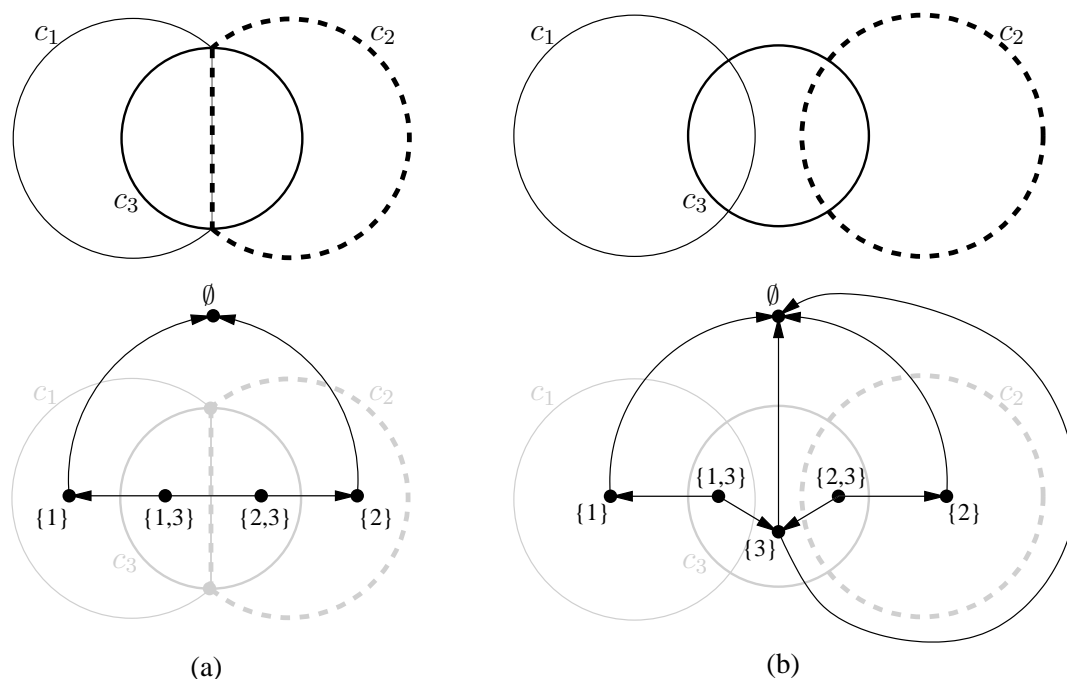 c₁ c₂ c₁ c₂
c₃ c₃
∅ ∅
c₁ c₂ c₁ c₂
{1,3} {2,3}
{1} {1,3} {2,3} {2} {1} {2}
{3}
c₃ c₃
(a) (b)